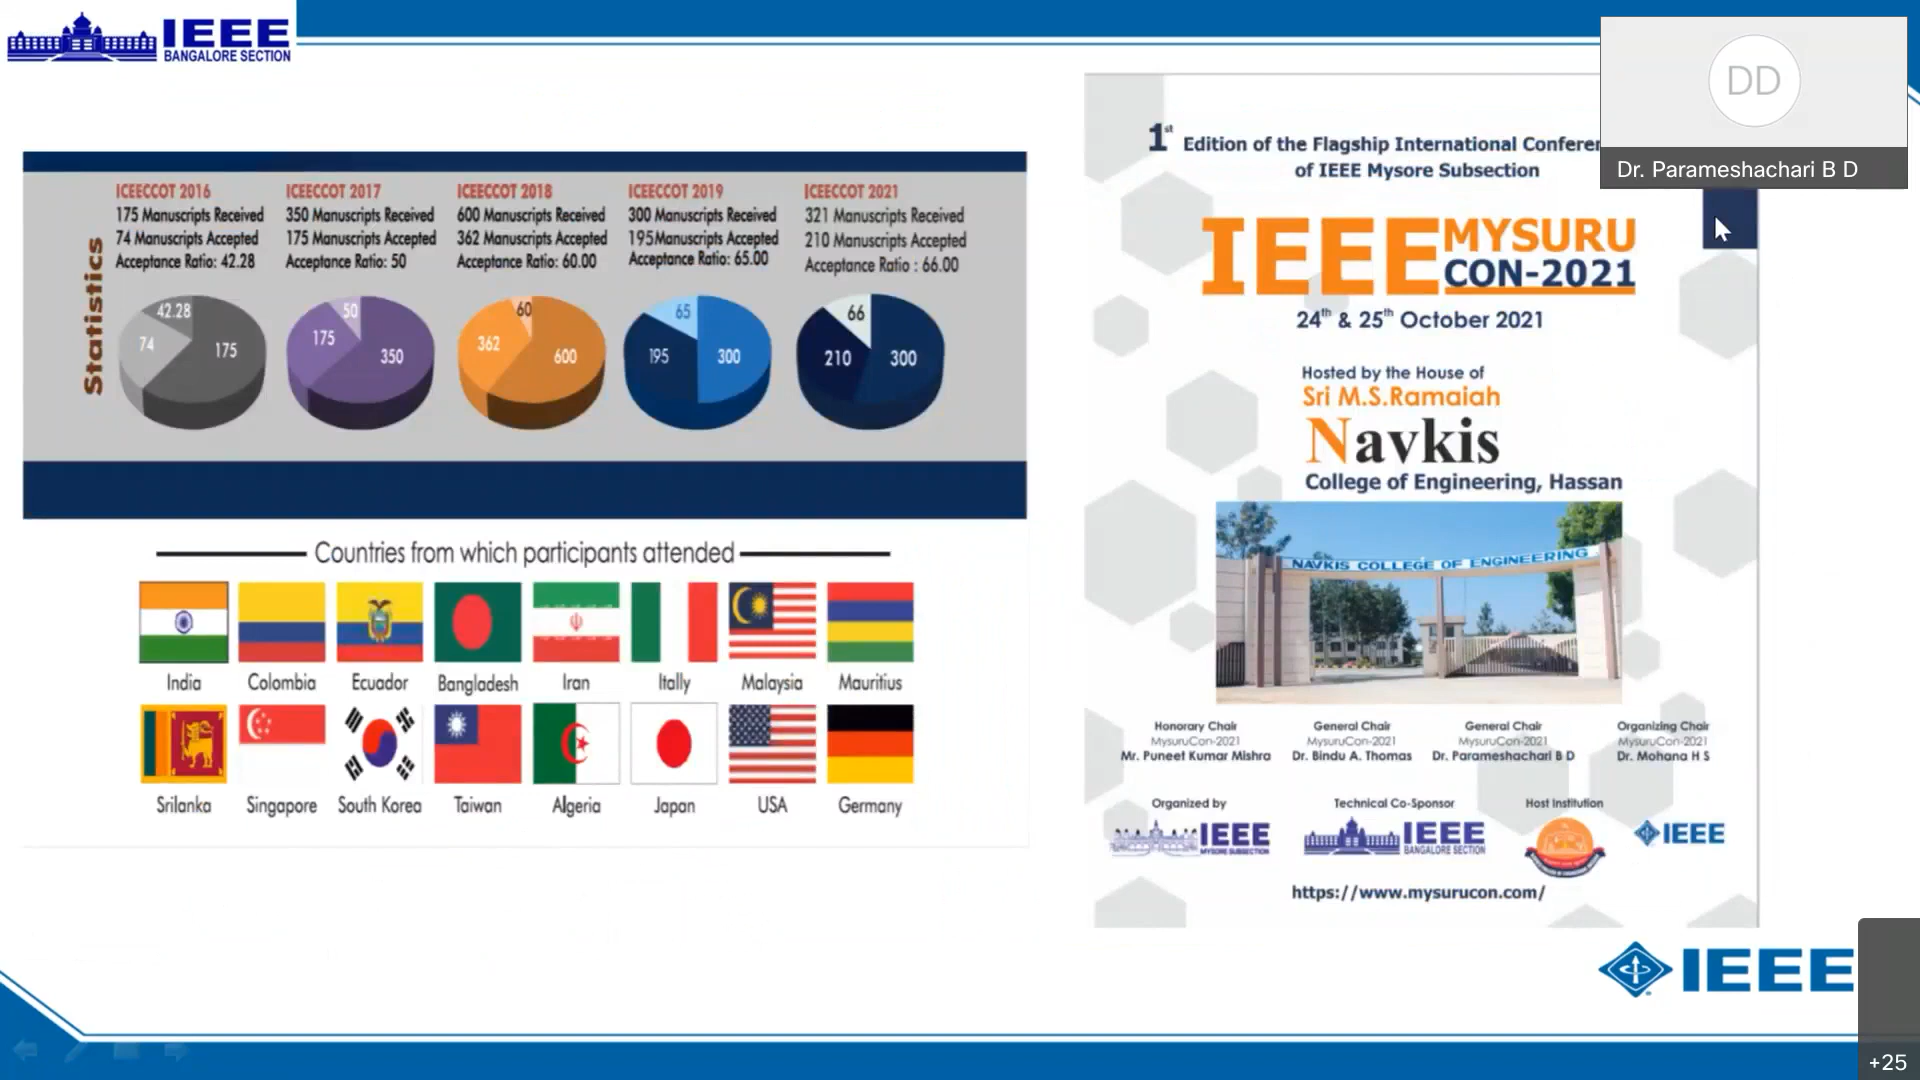 IEEE
BANGALORE SECTION
Statistics
ICEECCOT 2016
175 Manuscripts Received
74 Manuscripts Accepted
Acceptance Ratio: 42.28
42.28
74
175
ICEECCOT 2017
350 Manuscripts Received
175 Manuscripts Accepted
Acceptance Ratio: 50
50
175
350
ICEECCOT 2018
600 Manuscripts Received
362 Manuscripts Accepted
Acceptance Ratio: 60.00
60
362
600
ICEECCOT 2019
300 Manuscripts Received
195Manuscripts Accepted
Acceptance Ratio: 65.00
65
195
300
ICEECCOT 2021
321 Manuscripts Received
210 Manuscripts Accepted
Acceptance Ratio : 66.00
66
210
300
Countries from which participants attended
India Colombia Ecuador Bangladesh Iran Itally Malaysia Mauritius
Srilanka Singapore South Korea Taiwan Algeria Japan USA Germany
1st Edition of the Flagship International
of IEEE Mysore Subsection
IEEE MYSURU
CON-2021
24th & 25th October 2021
Hosted by the House of
Sri M.S.Ramaiah
Navkis
College of Engineering, Hassan
NAVKIS COLLEGE OF ENGINEERING
Honorary Chair
MysuruCon-2021
Mr. Puneet Kumar Mishra
General Chair
MysuruCon-2021
Dr. Bindu A. Thomas
General Chair
MysuruCon-2021
Dr. Parameshachari B D
Organizing Chair
MysuruCon-2021
Dr. Mohana H S
Organized by
IEEE
MYSORE SUBSECTION
Technical Co-Sponsor
IEEE
BANGALORE SECTION
Host Institution
IEEE
https://www.mysurucon.com/
DD
Dr. Parameshachari B D
IEEE
+25